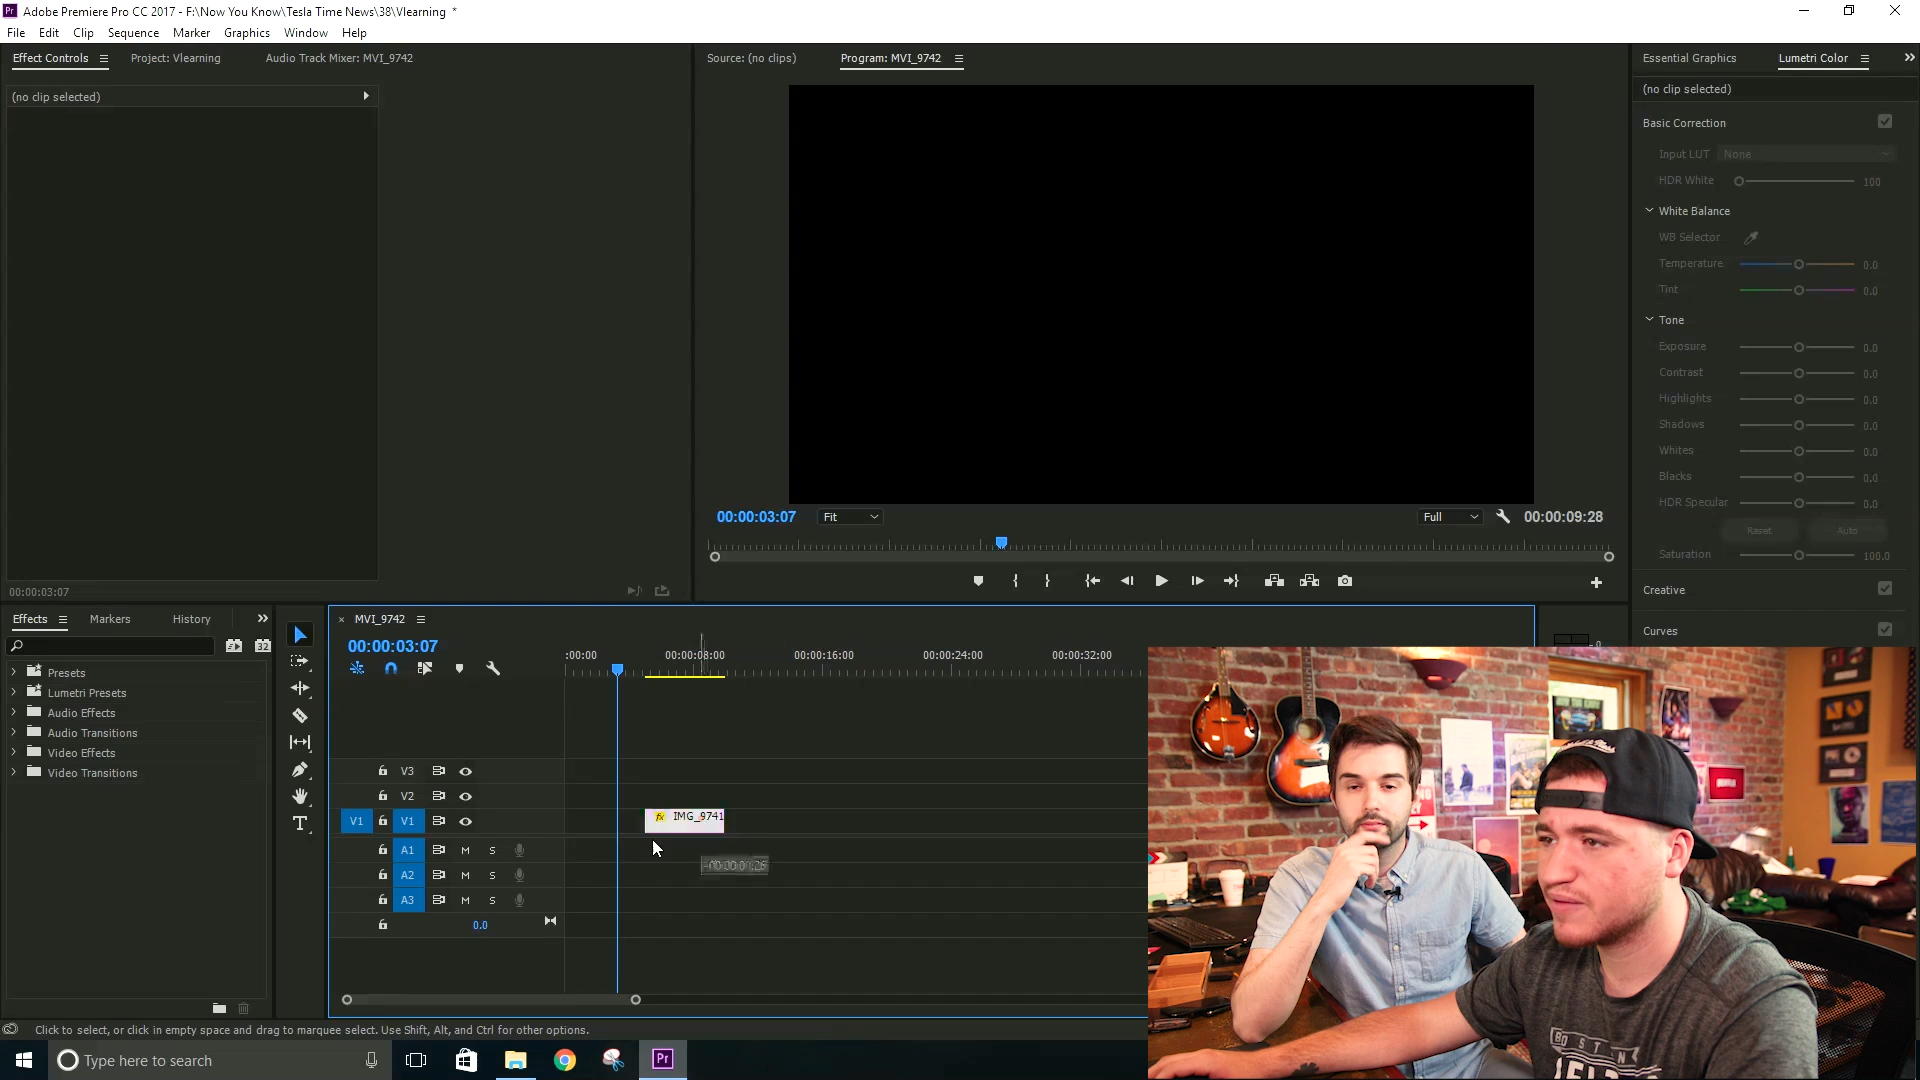 Pr Adobe Premiere Pro CC 2017 - F:\Now You Know\Tesla Time News\38\Vlearning *
File Edit Clip Sequence Marker Graphics Window Help
Effect Controls Project: Vlearning Audio Track Mixer: MVI_9742
Source: (no clips) Program: MVI_9742
Essential Graphics Lumetri Color
(no clip selected)
(no clip selected)
Basic Correction
Input LUT None
HDR White 100
White Balance
WB Selector
Temperature 0.0
Tint 0.0
Tone
Exposure 0.0
Contrast 0.0
Highlights 0.0
Shadows 0.0
Whites 0.0
Blacks 0.0
HDR Specular 0.0
Reset Auto
Saturation 100.0
Creative
Curves
00:00:03:07 Fit Full 00:00:09:28
00:00:03:07
Effects Markers History
32
Presets
Lumetri Presets
Audio Effects
Audio Transitions
Video Effects
Video Transitions
MVI_9742
00:00:03:07
:00:00 00:00:08:00 00:00:16:00 00:00:24:00 00:00:32:00
V3
V2
V1 V1
fx IMG_9741
A1 M S
A2 M S
A3 M S
0.0
Click to select, or click in empty space and drag to marquee select. Use Shift, Alt, and Ctrl for other options.
Type here to search
Pr
BOSTON